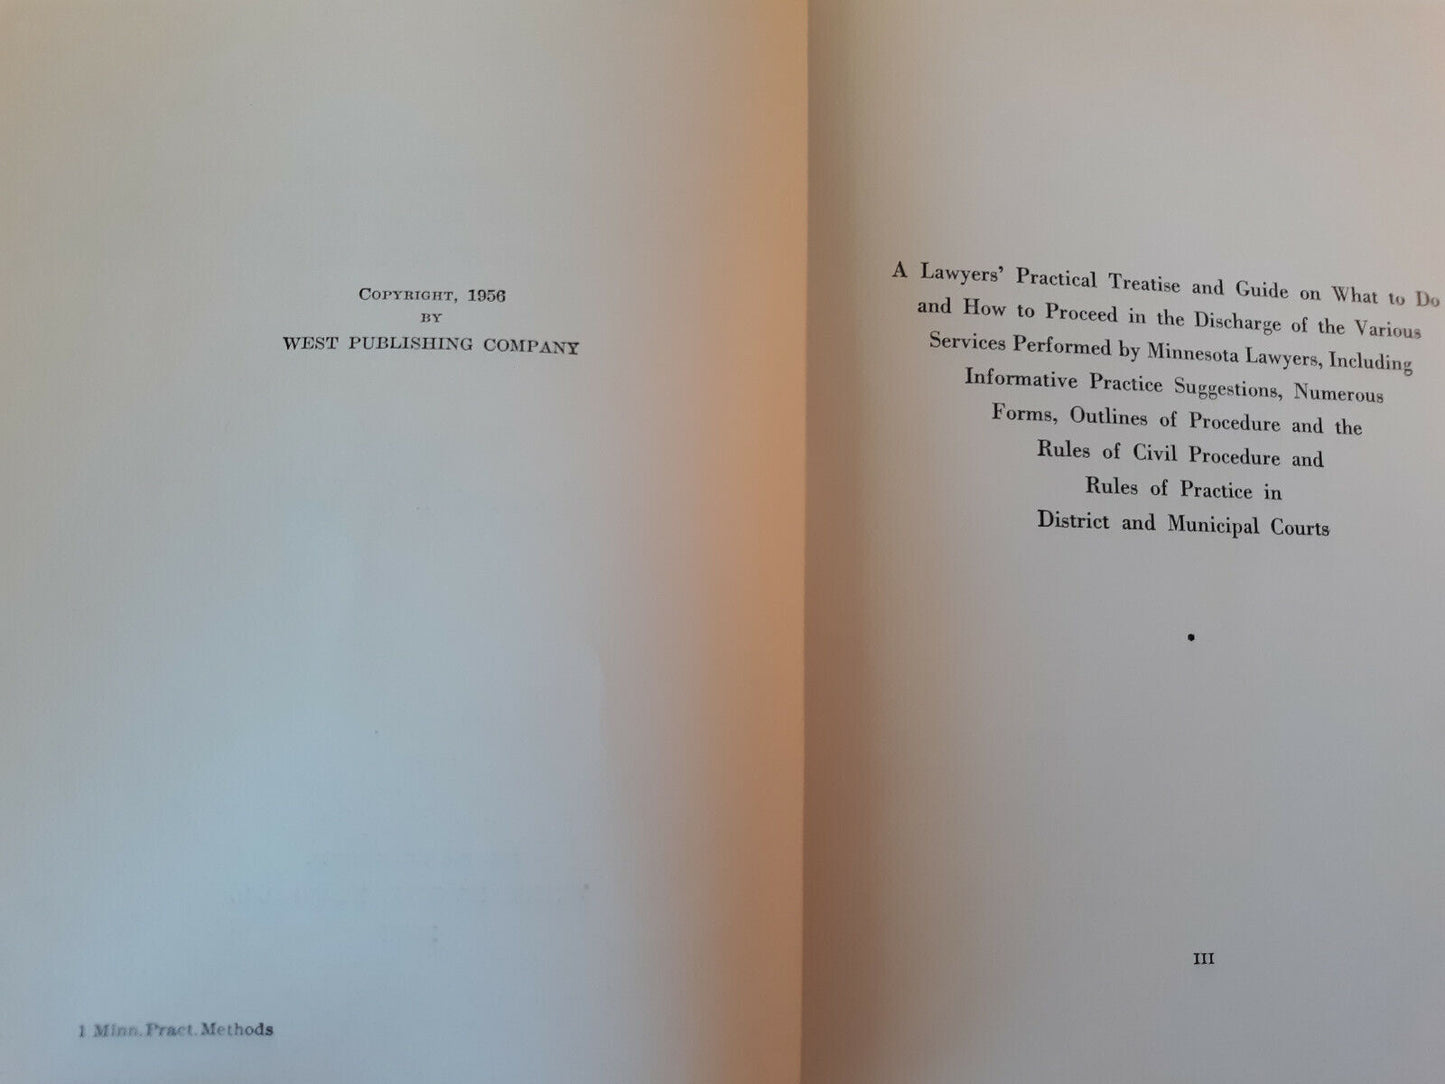 COPYRIGHT, 1956
BY
WEST PUBLISHING COMPANY
1 Minn. Pract. Methods
A Lawyers' Practical Treatise and Guide on What to Do
and How to Proceed in the Discharge of the Various
Services Performed by Minnesota Lawyers, Including
Informative Practice Suggestions, Numerous
Forms, Outlines of Procedure and the
Rules of Civil Procedure and
Rules of Practice in
District and Municipal Courts
•
III